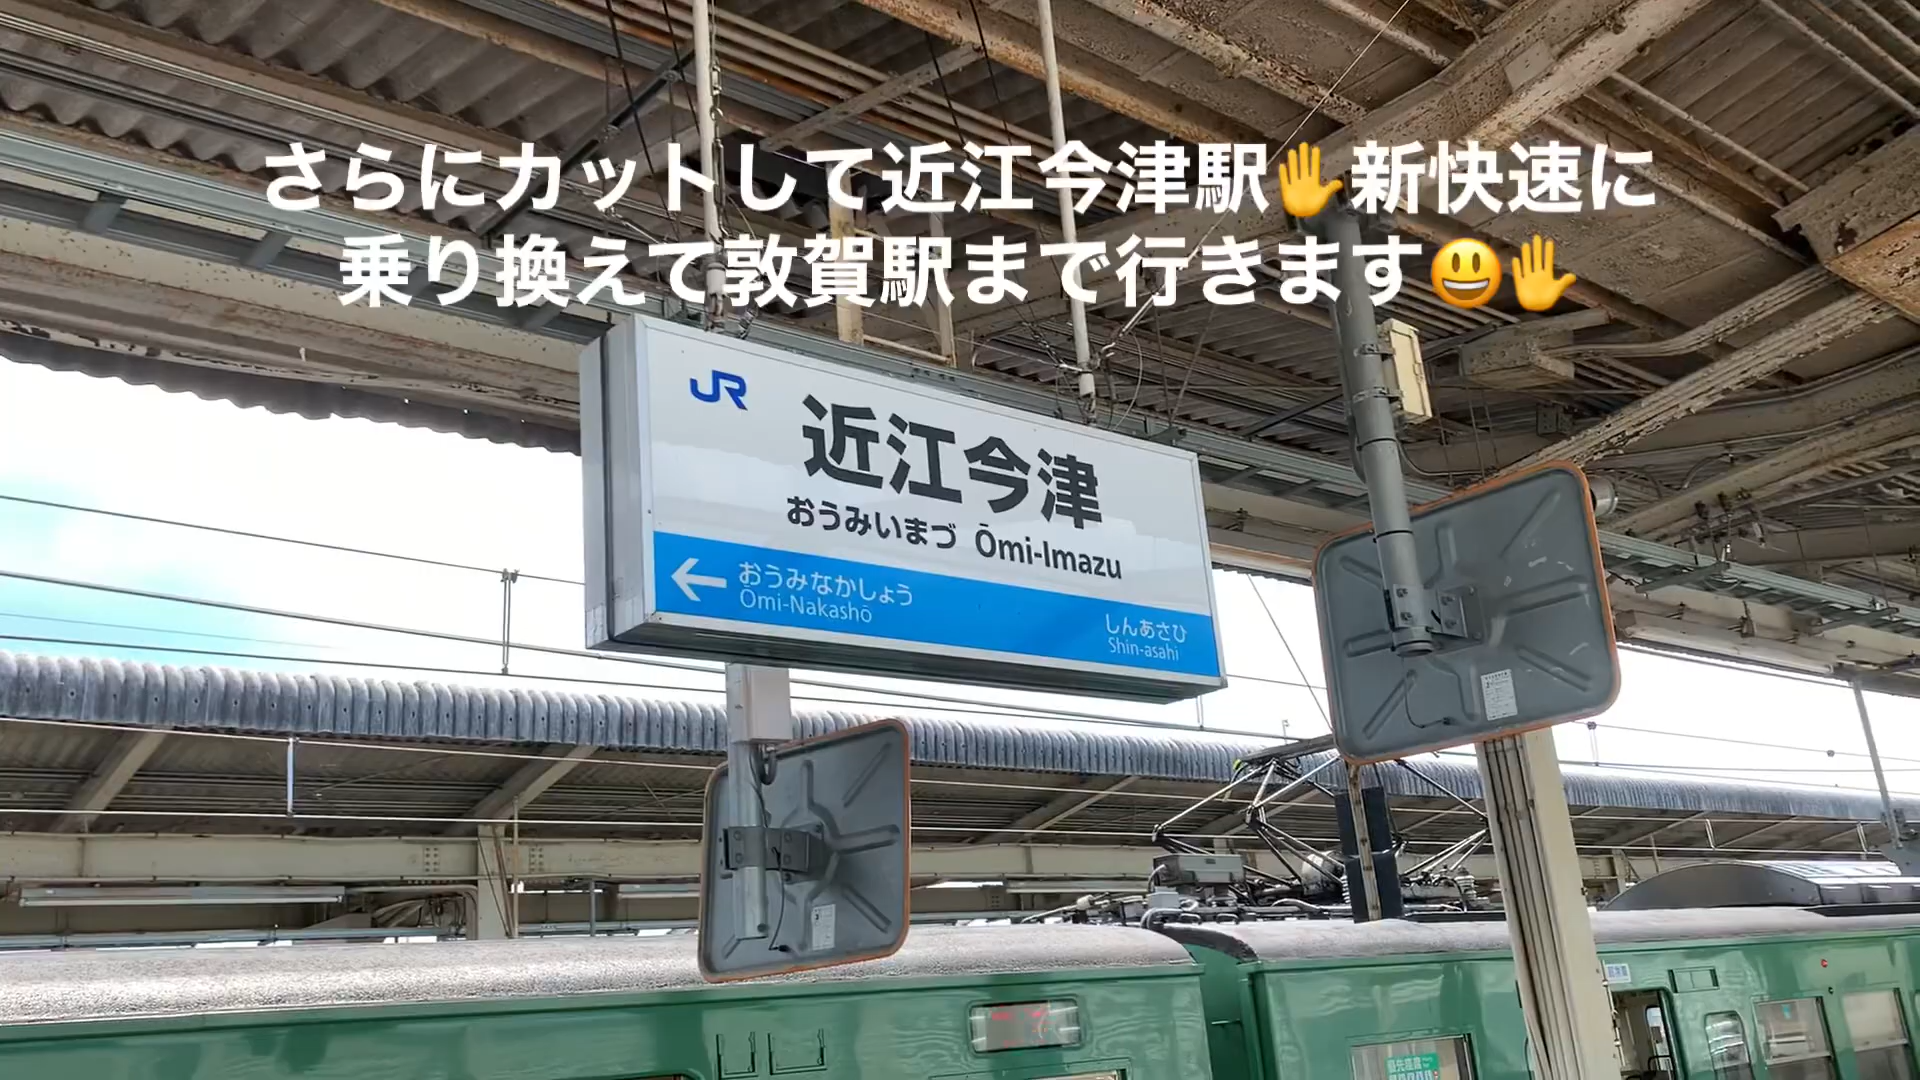 さらにカットして近江今津駅✋新快速に
乗り換えて敦賀駅まで行きます😃✋
JR
近江今津
おうみいまづ Ōmi-Imazu
← おうみなかしょう
Ōmi-Nakashō
しんあさひ
Shin-asahi